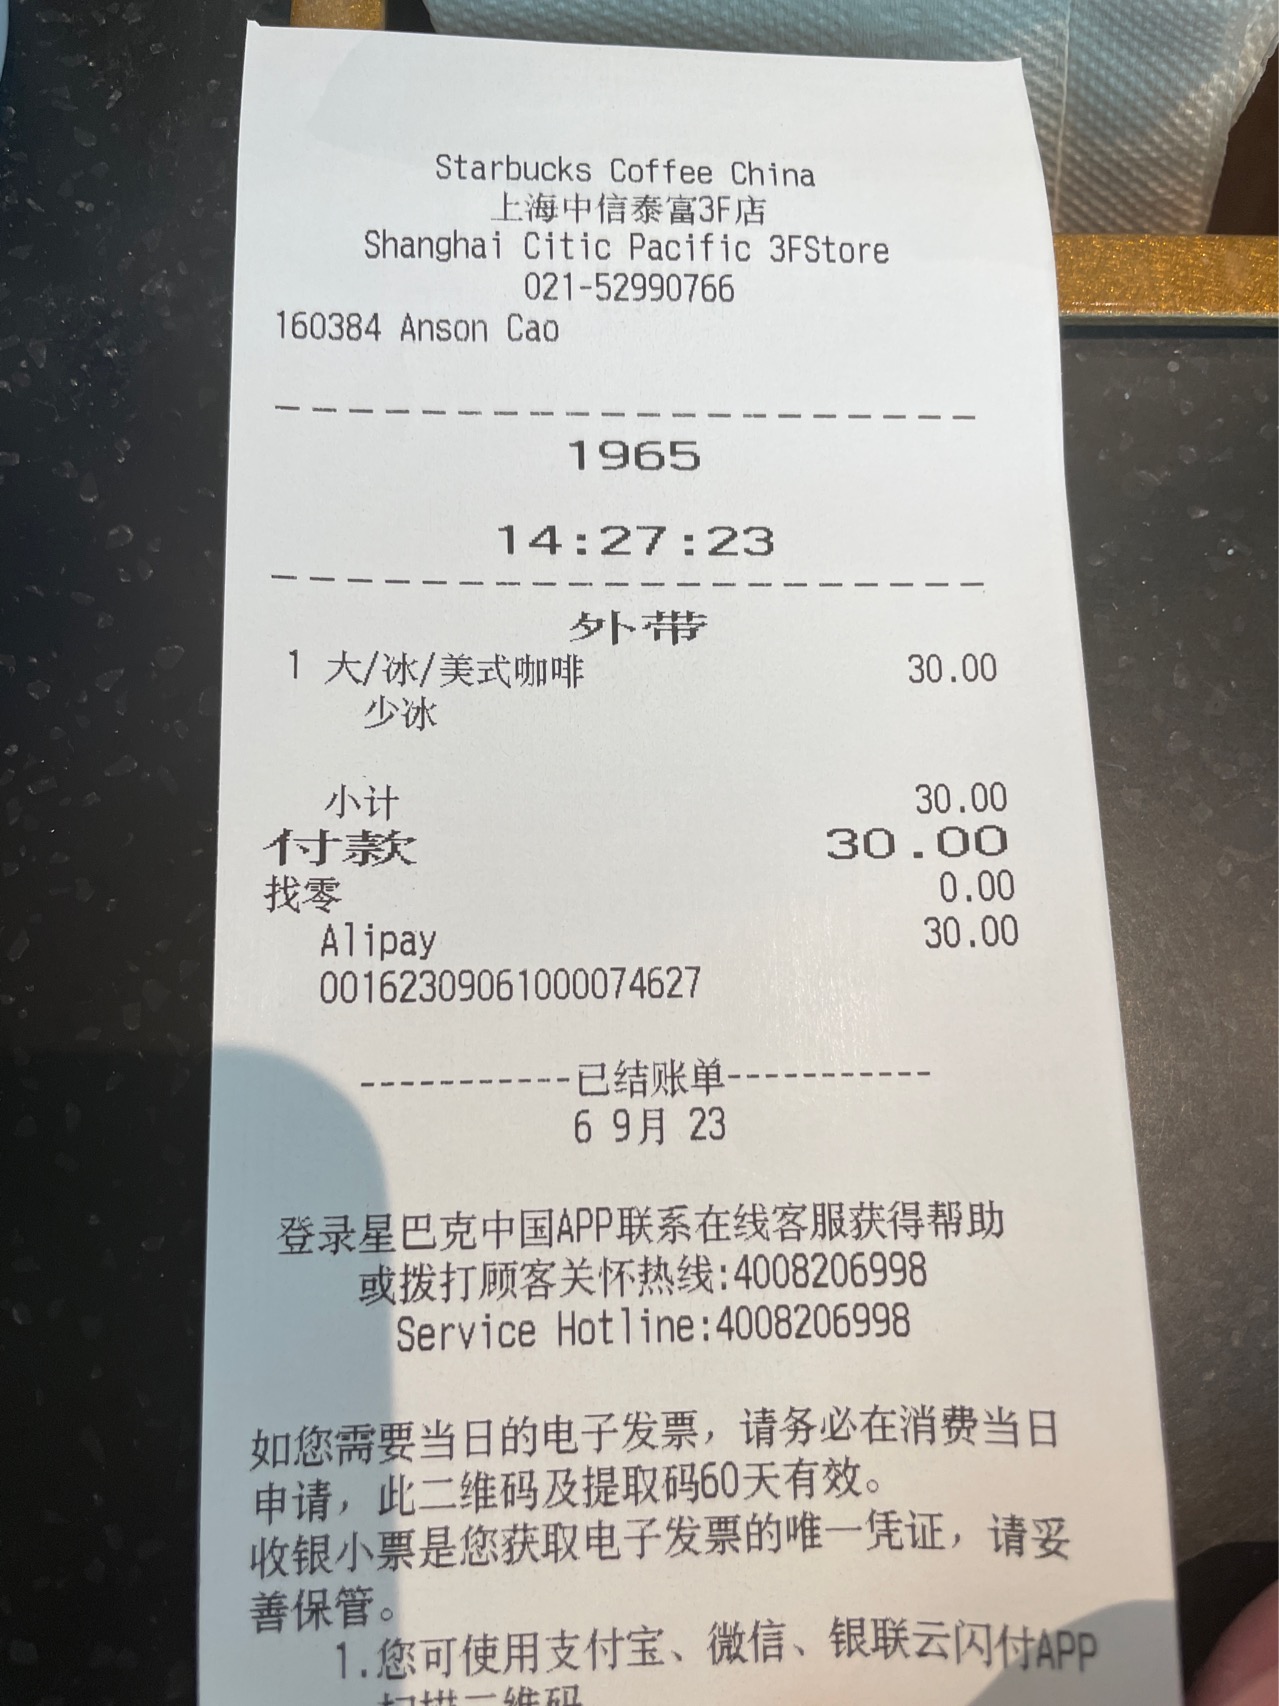 Starbucks Coffee China
上海中信泰富3F店
Shanghai Citic Pacific 3FStore
021-52990766
160384 Anson Cao
1965
14:27:23
外带
1 大/冰/美式咖啡 30.00
少冰
小计 30.00
付款 30.00
找零 0.00
Alipay 30.00
00162309061000074627
-----------已结账单-----------
6 9月 23
登录星巴克中国APP联系在线客服获得帮助
或拨打顾客关怀热线:4008206998
Service Hotline:4008206998
如您需要当日的电子发票，请务必在消费当日
申请，此二维码及提取码60天有效。
收银小票是您获取电子发票的唯一凭证，请妥
善保管。
1.您可使用支付宝、微信、银联云闪付APP
扫描二维码